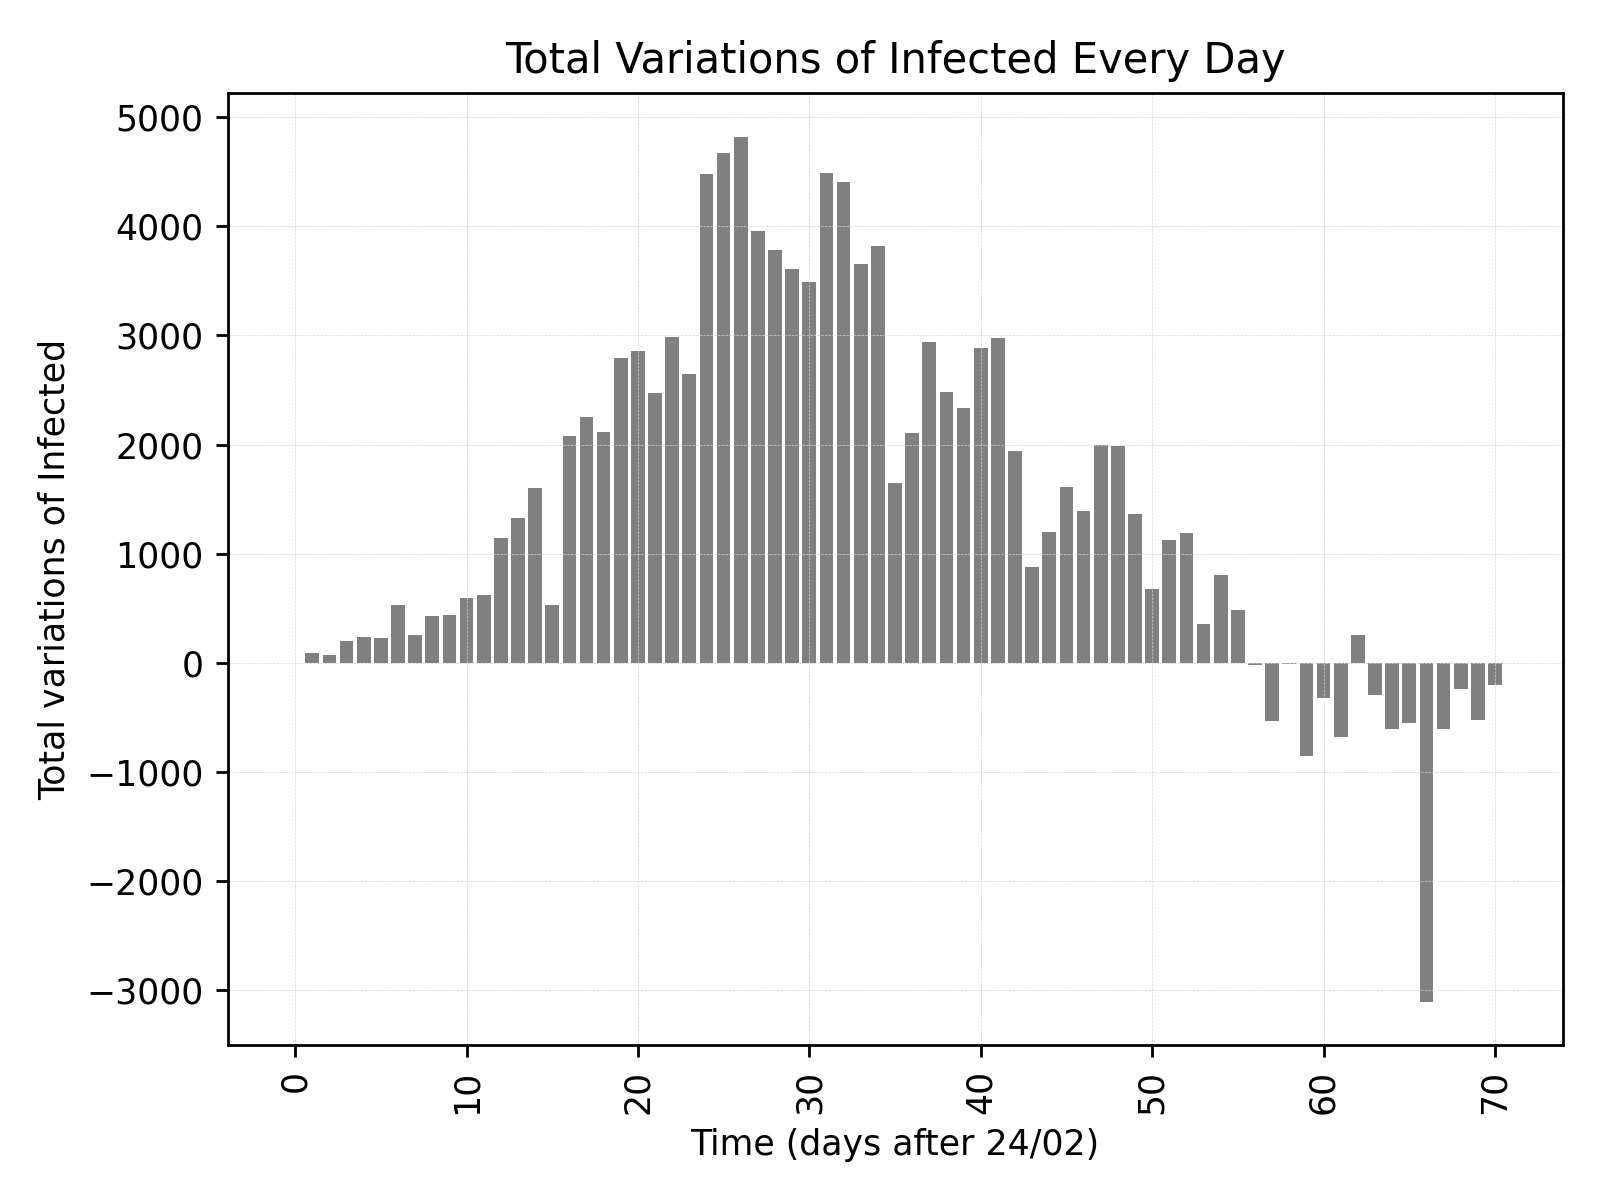 Total Variations of Infected Every Day
5000
4000
3000
2000
1000
0
−1000
−2000
−3000
Total variations of Infected
0 10 20 30 40 50 60 70
Time (days after 24/02)